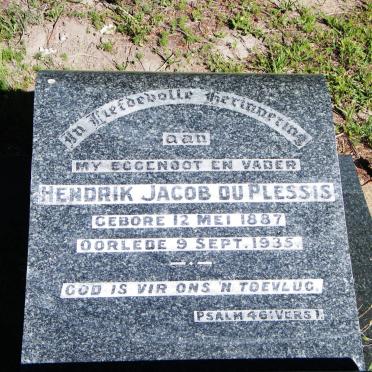 In Liefdevolle Herinnering
aan
MY EGGENOOT EN VADER
HENDRIK JACOB DU PLESSIS
GEBORE 12 MEI 1887
OORLEDE 9 SEPT. 1935.
GOD IS VIR ONS 'N TOEVLUG.
PSALM 46:VERS 1.